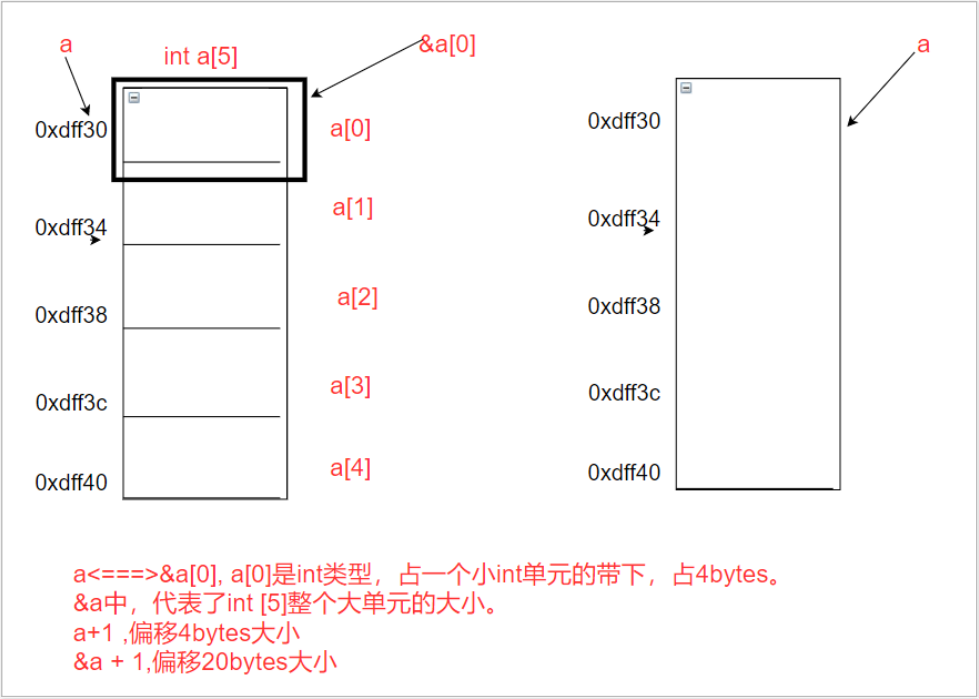 a
int a[5]
&a[0]
a
0xdff30
a[0]
0xdff30
a[1]
0xdff34
0xdff34
a[2]
0xdff38
0xdff38
a[3]
0xdff3c
0xdff3c
a[4]
0xdff40
0xdff40
a<===>&a[0], a[0]是int类型，占一个小int单元的带下，占4bytes。
&a中，代表了int [5]整个大单元的大小。
a+1 ,偏移4bytes大小
&a + 1,偏移20bytes大小